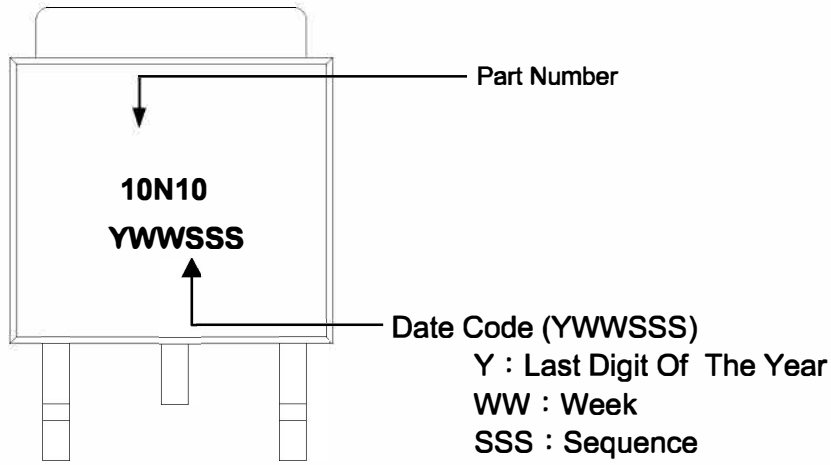 Part Number
10N10
YWWSSS
Date Code (YWWSSS)
Y：Last Digit Of The Year
WW：Week
SSS：Sequence